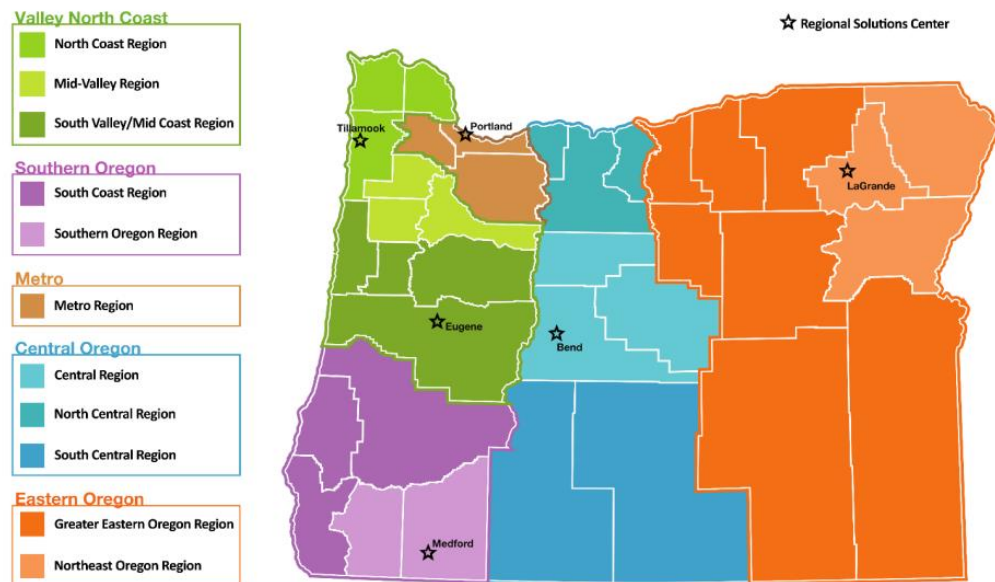 Valley North Coast
North Coast Region
Mid-Valley Region
South Valley/Mid Coast Region
Southern Oregon
South Coast Region
Southern Oregon Region
Metro
Metro Region
Central Oregon
Central Region
North Central Region
South Central Region
Eastern Oregon
Greater Eastern Oregon Region
Northeast Oregon Region
Regional Solutions Center
Tillamook
Portland
LaGrande
Eugene
Bend
Medford